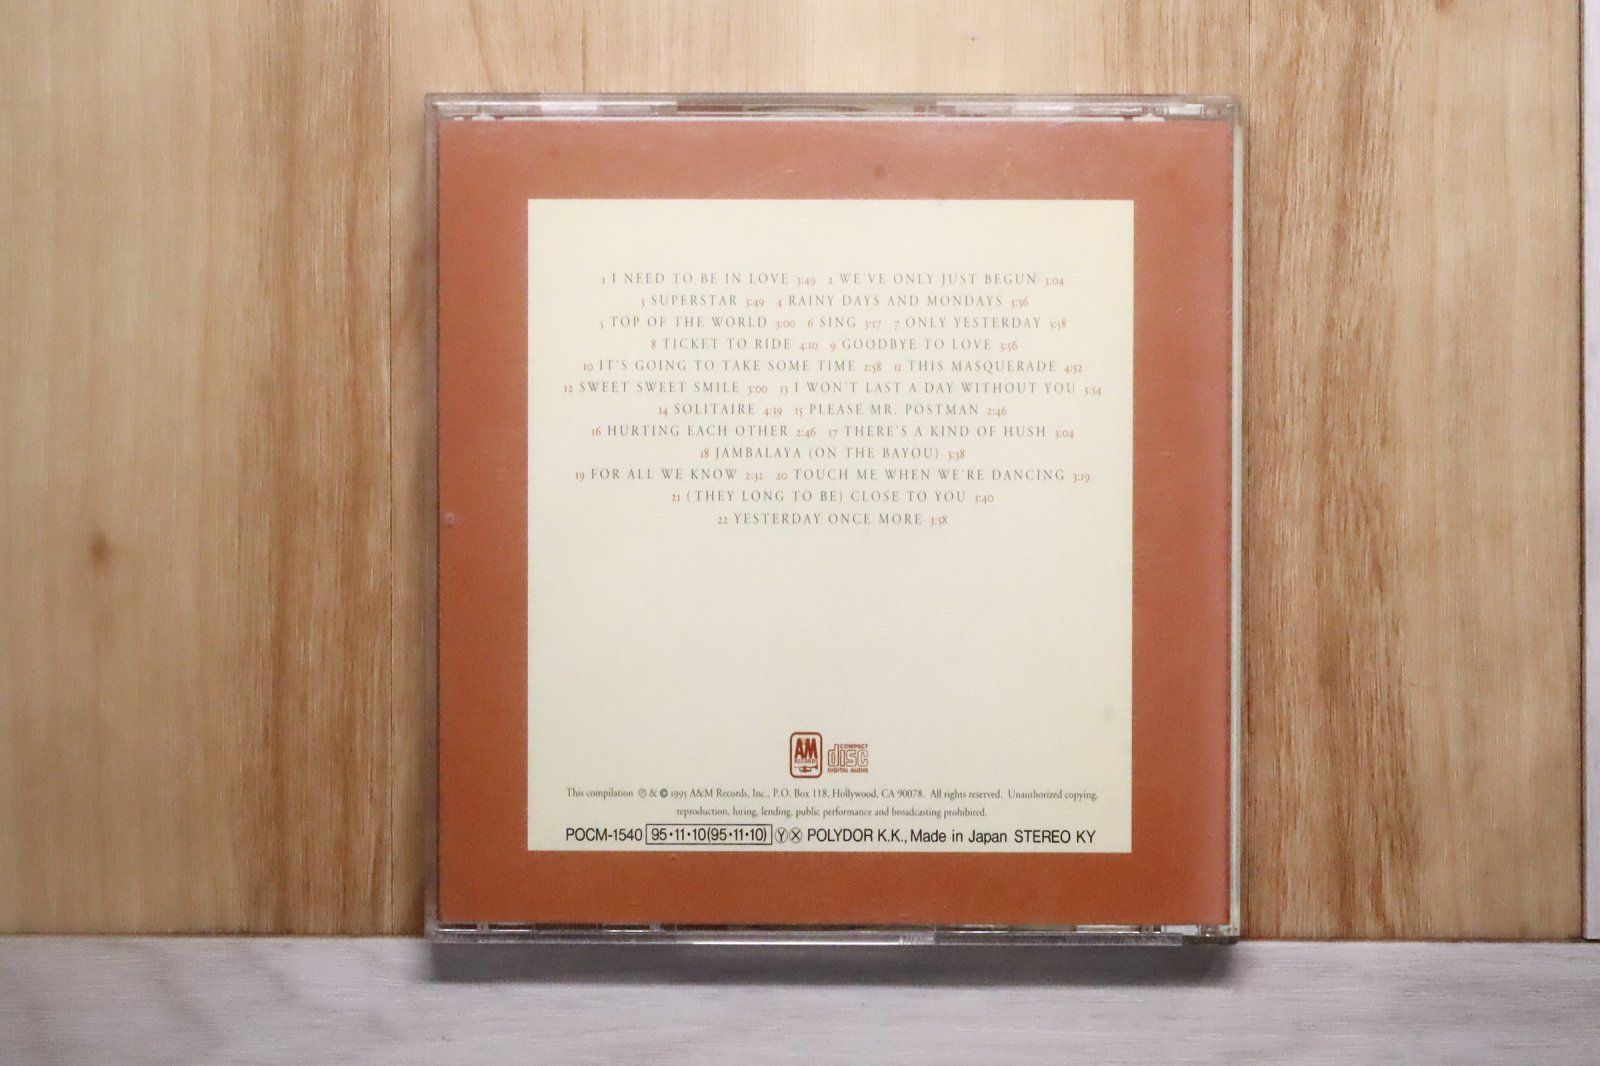 1 I NEED TO BE IN LOVE 3:49 2 WE'VE ONLY JUST BEGUN 3:04
3 SUPERSTAR 3:49 4 RAINY DAYS AND MONDAYS 3:36
5 TOP OF THE WORLD 3:00 6 SING 3:17 7 ONLY YESTERDAY 3:58
8 TICKET TO RIDE 4:10 9 GOODBYE TO LOVE 3:56
10 IT'S GOING TO TAKE SOME TIME 2:58 11 THIS MASQUERADE 4:52
12 SWEET SWEET SMILE 3:00 13 I WON'T LAST A DAY WITHOUT YOU 3:54
14 SOLITAIRE 4:39 15 PLEASE MR. POSTMAN 2:46
16 HURTING EACH OTHER 2:46 17 THERE'S A KIND OF HUSH 3:04
18 JAMBALAYA (ON THE BAYOU) 3:38
19 FOR ALL WE KNOW 2:32 20 TOUCH ME WHEN WE'RE DANCING 3:19
21 (THEY LONG TO BE) CLOSE TO YOU 3:40
22 YESTERDAY ONCE MORE 3:58
AM RECORDS
COMPACT disc DIGITAL AUDIO
This compilation ℗ & © 1995 A&M Records, Inc., P.O. Box 118, Hollywood, CA 90078. All rights reserved. Unauthorized copying,
reproduction, hiring, lending, public performance and broadcasting prohibited.
POCM-1540 95•11•10(95•11•10) Ⓨⓧ POLYDOR K.K., Made in Japan STEREO KY